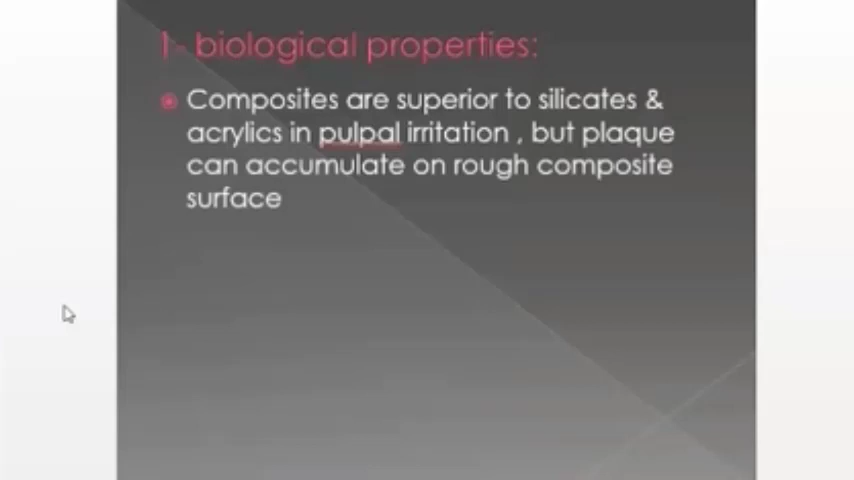 1- biological properties:
Composites are superior to silicates &
acrylics in pulpal irritation , but plaque
can accumulate on rough composite
surface